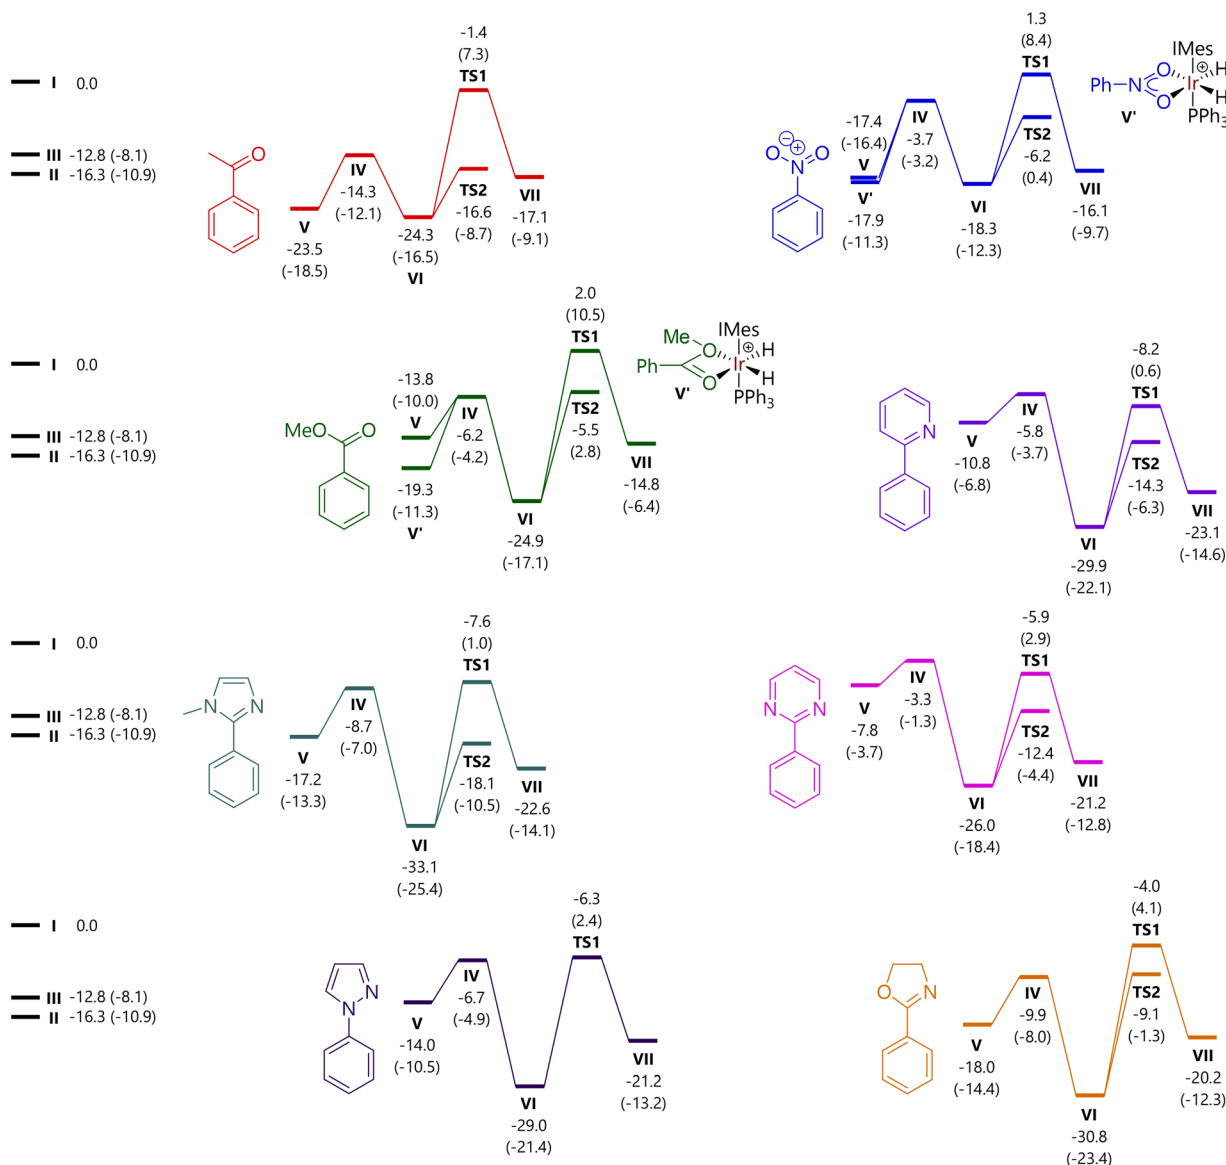 -1.4
(7.3)
TS1
I 0.0
III -12.8 (-8.1)
II -16.3 (-10.9)
O
IV
-14.3
(-12.1)
TS2
-16.6
(-8.7)
VII
-17.1
(-9.1)
V
-23.5
(-18.5)
-24.3
(-16.5)
VI
1.3
(8.4)
TS1
IMes
Ph N O O Ir ⊕ H H
PPh3
V'
-17.4
(-16.4)
V
V'
-17.9
(-11.3)
IV
-3.7
(-3.2)
TS2
-6.2
(0.4)
⊖ ⊕
O N O
VI
-18.3
(-12.3)
VII
-16.1
(-9.7)
2.0
(10.5)
TS1
IMes
Me O Ph O Ir ⊕ H H
PPh3
V'
I 0.0
III -12.8 (-8.1)
II -16.3 (-10.9)
MeO O
-13.8
(-10.0)
V
IV
-6.2
(-4.2)
TS2
-5.5
(2.8)
-19.3
(-11.3)
V'
VI
-24.9
(-17.1)
VII
-14.8
(-6.4)
-8.2
(0.6)
TS1
N
IV
-5.8
(-3.7)
V
-10.8
(-6.8)
TS2
-14.3
(-6.3)
VII
-23.1
(-14.6)
VI
-29.9
(-22.1)
I 0.0
III -12.8 (-8.1)
II -16.3 (-10.9)
-7.6
(1.0)
TS1
N N
IV
-8.7
(-7.0)
V
-17.2
(-13.3)
TS2
-18.1
(-10.5)
VII
-22.6
(-14.1)
VI
-33.1
(-25.4)
-5.9
(2.9)
TS1
N N
IV
-3.3
(-1.3)
V
-7.8
(-3.7)
TS2
-12.4
(-4.4)
VII
-21.2
(-12.8)
VI
-26.0
(-18.4)
I 0.0
III -12.8 (-8.1)
II -16.3 (-10.9)
-6.3
(2.4)
TS1
N
N
IV
-6.7
(-4.9)
V
-14.0
(-10.5)
VII
-21.2
(-13.2)
VI
-29.0
(-21.4)
-4.0
(4.1)
TS1
O N
IV
-9.9
(-8.0)
V
-18.0
(-14.4)
TS2
-9.1
(-1.3)
VII
-20.2
(-12.3)
VI
-30.8
(-23.4)